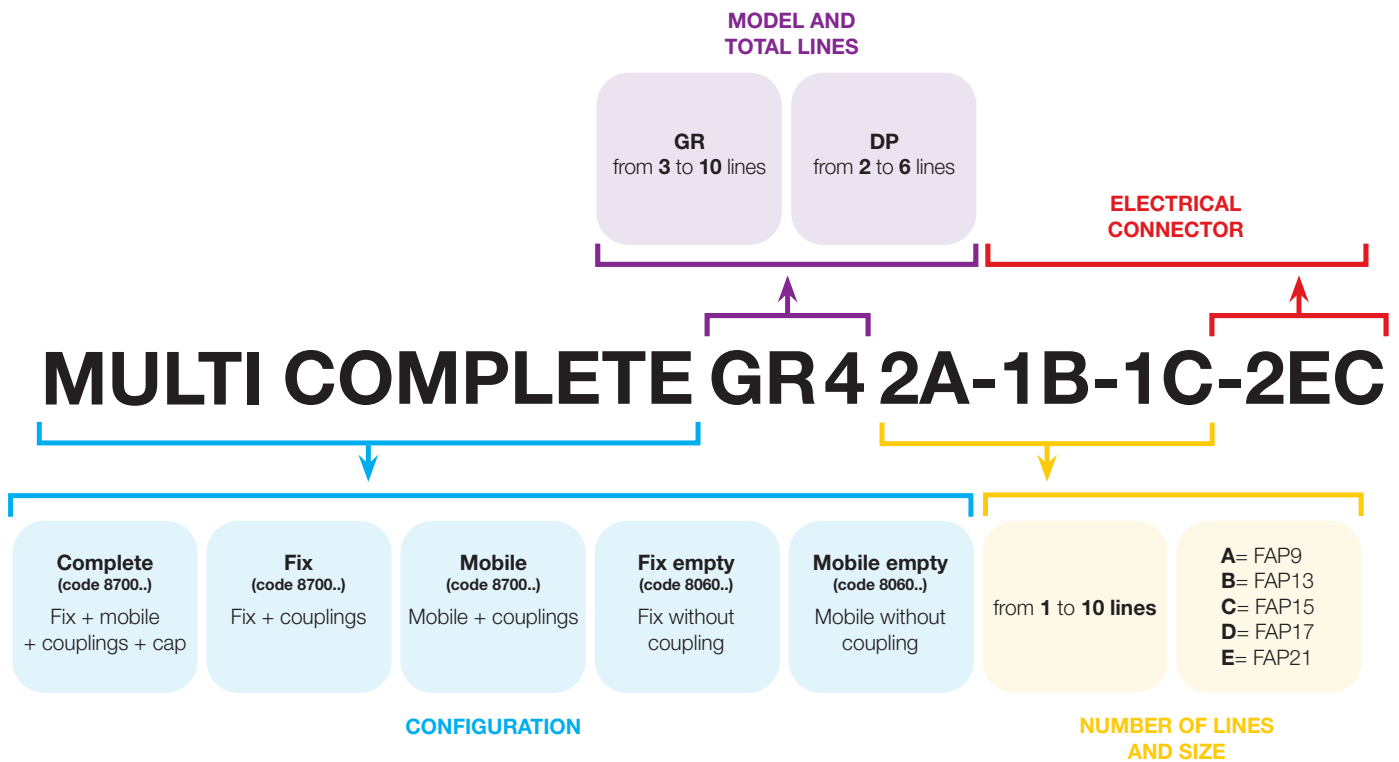 MODEL AND
TOTAL LINES
GR
from 3 to 10 lines
DP
from 2 to 6 lines
ELECTRICAL
CONNECTOR
MULTI COMPLETE GR4 2A-1B-1C-2EC
Complete
(code 8700..)
Fix + mobile
+ couplings + cap
Fix
(code 8700..)
Fix + couplings
Mobile
(code 8700..)
Mobile + couplings
Fix empty
(code 8060..)
Fix without
coupling
Mobile empty
(code 8060..)
Mobile without
coupling
from 1 to 10 lines
A= FAP9
B= FAP13
C= FAP15
D= FAP17
E= FAP21
CONFIGURATION
NUMBER OF LINES
AND SIZE